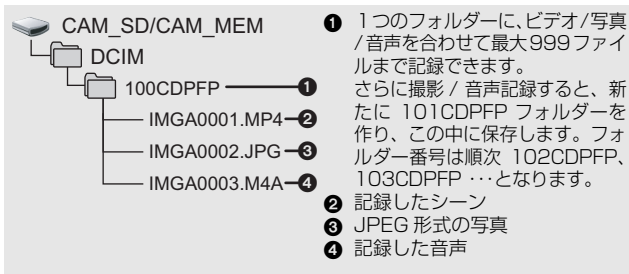 CAM_SD/CAM_MEM
DCIM
100CDPFP ❶
IMGA0001.MP4 ❷
IMGA0002.JPG ❸
IMGA0003.M4A ❹
❶ 1つのフォルダーに、ビデオ/写真
/音声を合わせて最大999ファイ
ルまで記録できます。
さらに撮影 / 音声記録すると、新
たに 101CDPFP フォルダーを
作り、この中に保存します。フォ
ルダー番号は順次 102CDPFP、
103CDPFP ･･･となります。
❷ 記録したシーン
❸ JPEG 形式の写真
❹ 記録した音声